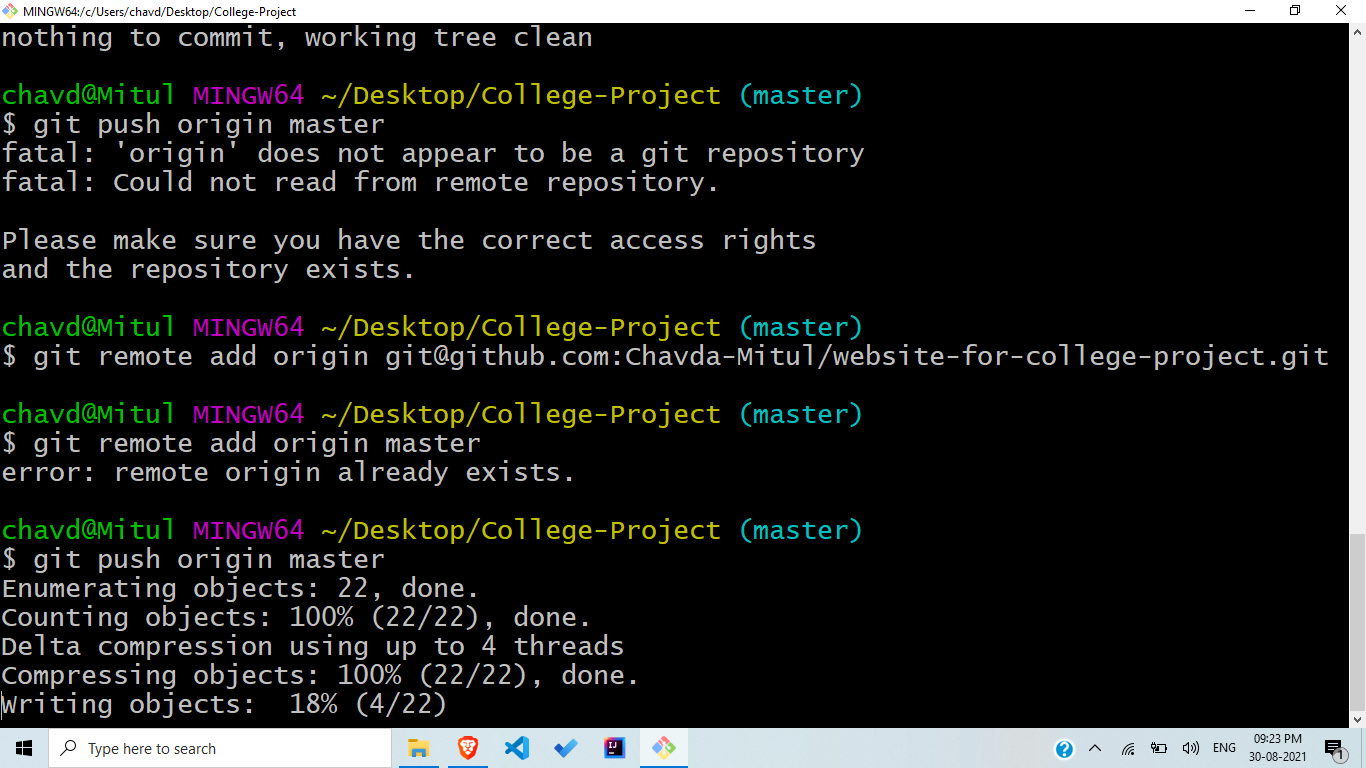 MINGW64:/c/Users/chavd/Desktop/College-Project
nothing to commit, working tree clean
chavd@Mitul MINGW64 ~/Desktop/College-Project (master)
$ git push origin master
fatal: 'origin' does not appear to be a git repository
fatal: Could not read from remote repository.
Please make sure you have the correct access rights
and the repository exists.
chavd@Mitul MINGW64 ~/Desktop/College-Project (master)
$ git remote add origin git@github.com:Chavda-Mitul/website-for-college-project.git
chavd@Mitul MINGW64 ~/Desktop/College-Project (master)
$ git remote add origin master
error: remote origin already exists.
chavd@Mitul MINGW64 ~/Desktop/College-Project (master)
$ git push origin master
Enumerating objects: 22, done.
Counting objects: 100% (22/22), done.
Delta compression using up to 4 threads
Compressing objects: 100% (22/22), done.
Writing objects:  18% (4/22)
Type here to search
IJ
?
ENG
09:23 PM
30-08-2021
1